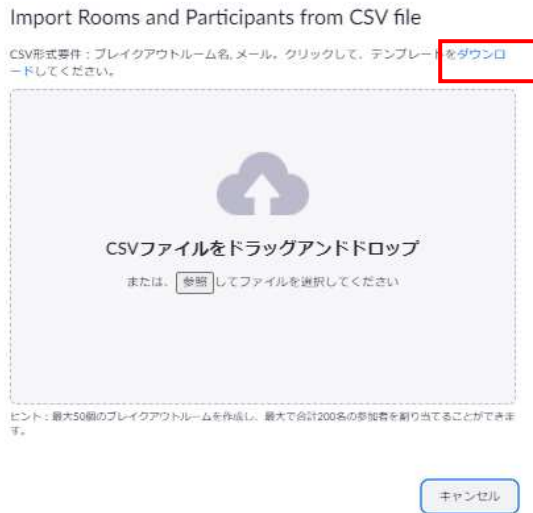 Import Rooms and Participants from CSV file
CSV形式要件：ブレイクアウトルーム名, メール。クリックして、テンプレートをダウンロ
ードしてください。
CSVファイルをドラッグアンドドロップ
または、参照してファイルを選択してください
ヒント：最大50個のブレイクアウトルームを作成し、最大で合計200名の参加者を割り当てることができま
す。
キャンセル